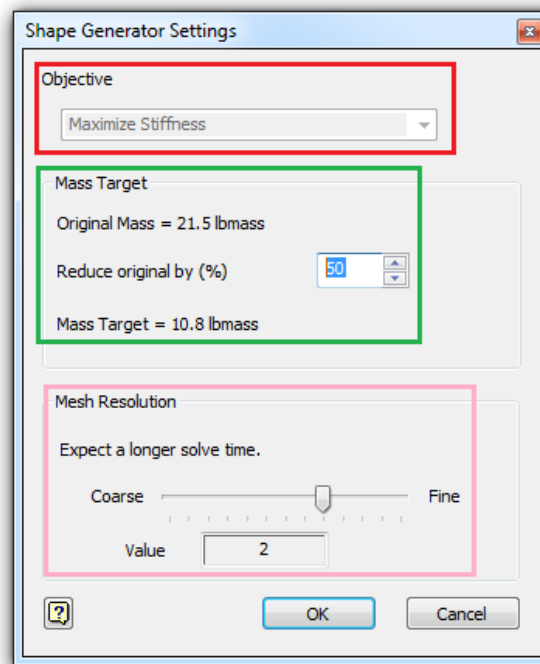 Shape Generator Settings
Objective
Maximize Stiffness
Mass Target
Original Mass = 21.5 lbmass
Reduce original by (%) 50
Mass Target = 10.8 lbmass
Mesh Resolution
Expect a longer solve time.
Coarse Fine
Value 2
? OK Cancel